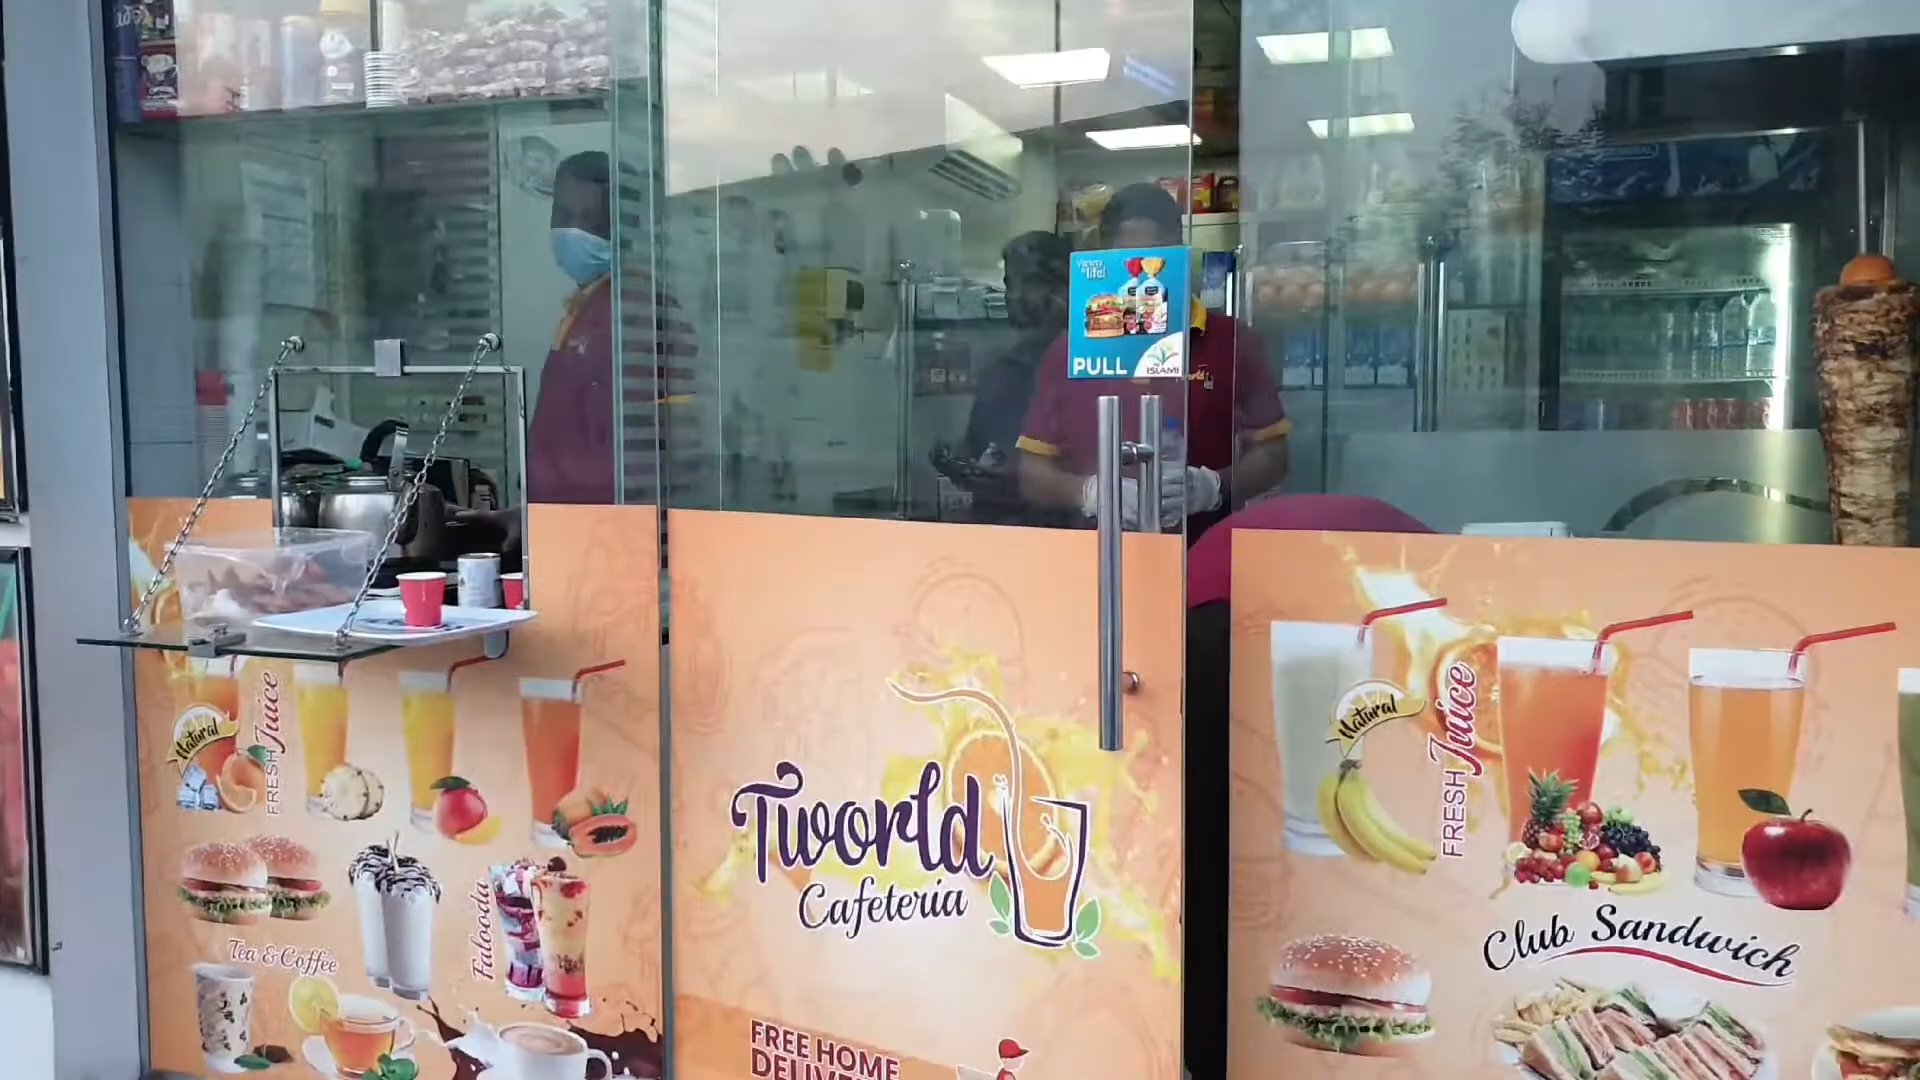 Variety
& life!
PULL
ISLAMI
Natural
FRESH Juice
Tea & Coffee
Falooda
Tworld
Cafeteria
FREE HOME
Natural
FRESH Juice
Club Sandwich